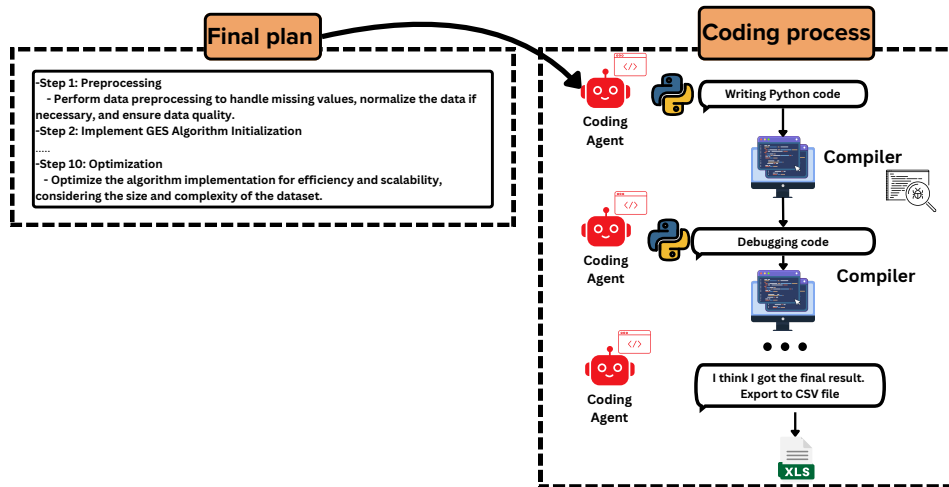 Final plan
-Step 1: Preprocessing
- Perform data preprocessing to handle missing values, normalize the data if
necessary, and ensure data quality.
-Step 2: Implement GES Algorithm Initialization
.....
-Step 10: Optimization
- Optimize the algorithm implementation for efficiency and scalability,
considering the size and complexity of the dataset.
Coding process
</>
Coding
Agent
Writing Python code
Compiler
</>
Coding
Agent
Debugging code
Compiler
</>
Coding
Agent
I think I got the final result.
Export to CSV file
XLS